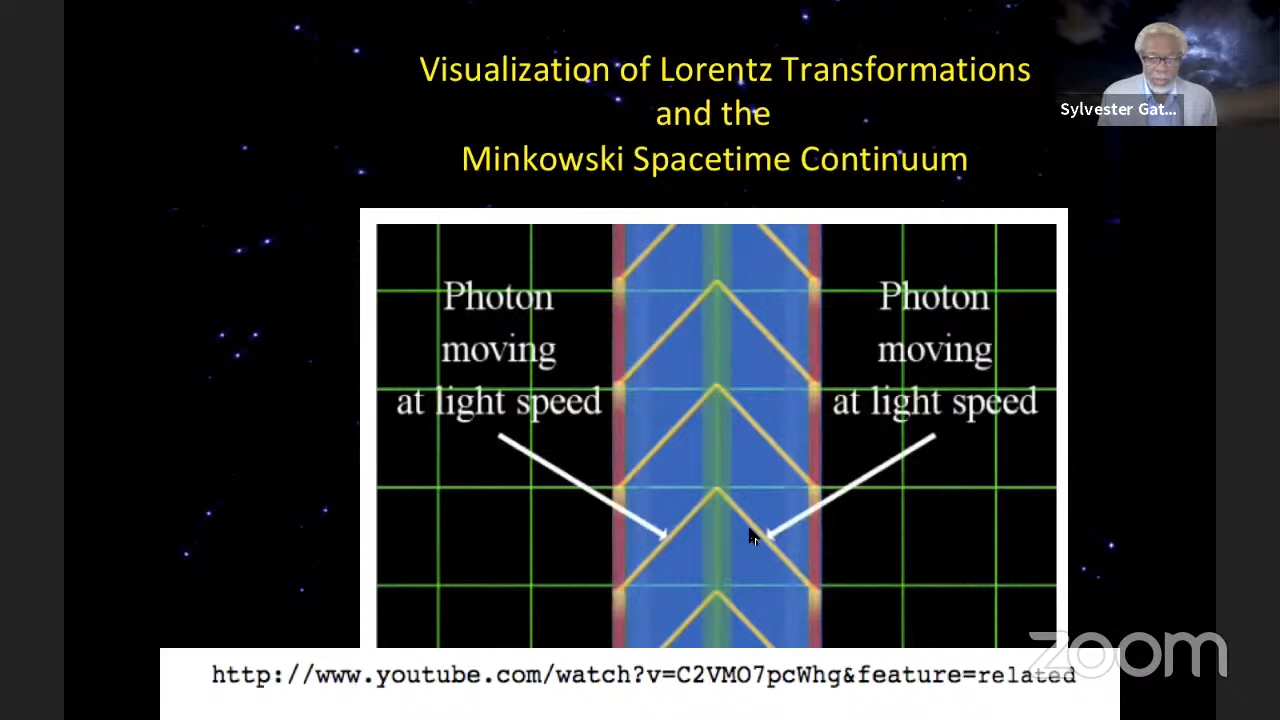 Visualization of Lorentz Transformations
and the
Minkowski Spacetime Continuum
Sylvester Gat...
Photon
moving
at light speed
Photon
moving
at light speed
http://www.youtube.com/watch?v=C2VMO7pcWhg&feature=related
zoom